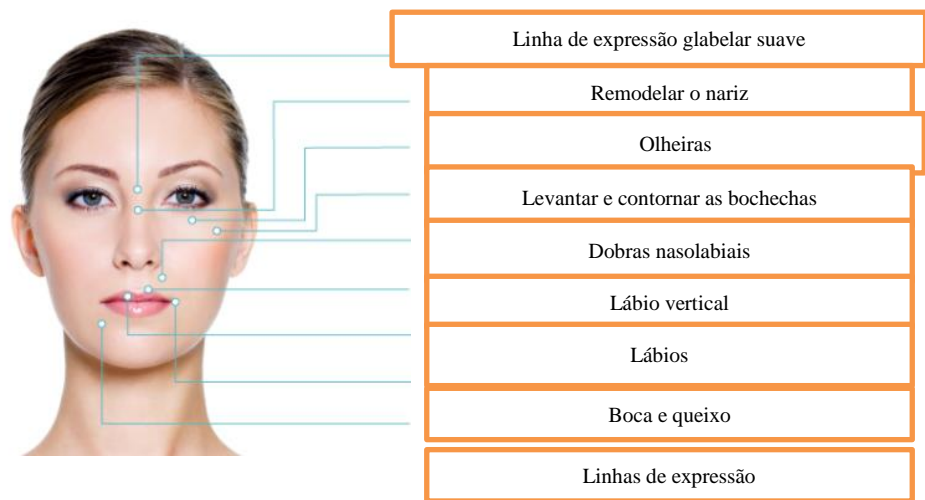 Linha de expressão glabelar suave
Remodelar o nariz
Olheiras
Levantar e contornar as bochechas
Dobras nasolabiais
Lábio vertical
Lábios
Boca e queixo
Linhas de expressão